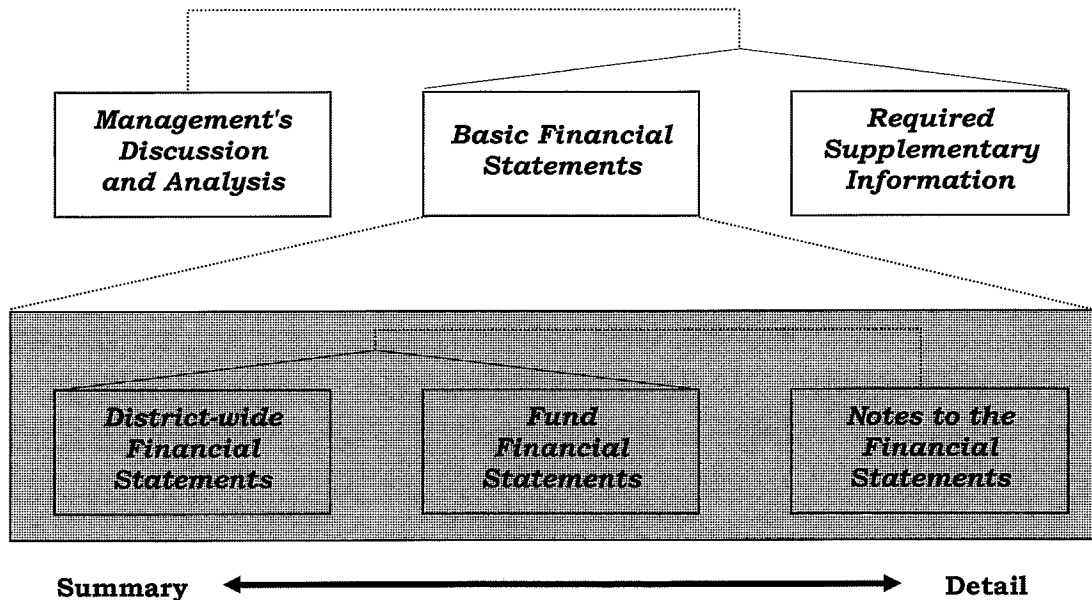 Management's
Discussion
and Analysis
Basic Financial
Statements
Required
Supplementary
Information
District-wide
Financial
Statements
Fund
Financial
Statements
Notes to the
Financial
Statements
Summary
Detail